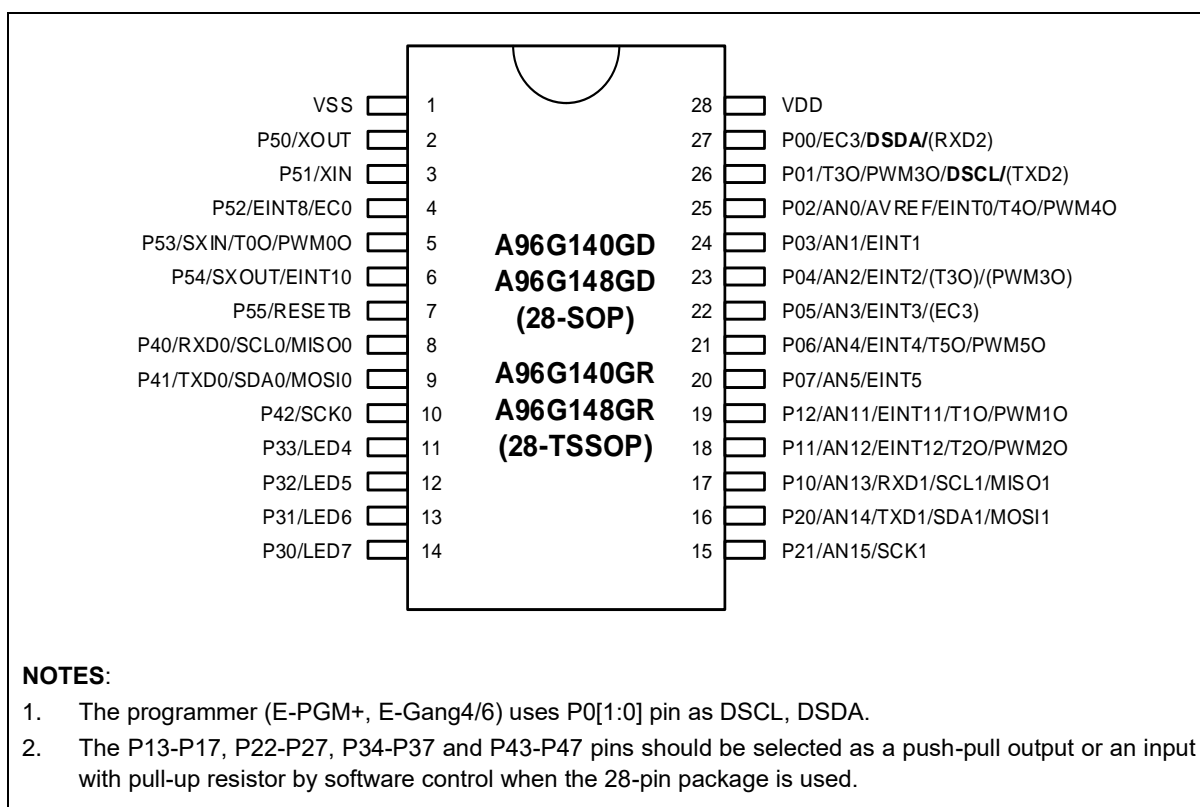 VSS 1 28 VDD
P50/XOUT 2 27 P00/EC3/DSDA/(RXD2)
P51/XIN 3 26 P01/T3O/PWM3O/DSCL/(TXD2)
P52/EINT8/EC0 4 25 P02/AN0/AVREF/EINT0/T4O/PWM4O
P53/SXIN/T0O/PWM0O 5 A96G140GD 24 P03/AN1/EINT1
P54/SXOUT/EINT10 6 A96G148GD 23 P04/AN2/EINT2/(T3O)/(PWM3O)
P55/RESETB 7 (28-SOP) 22 P05/AN3/EINT3/(EC3)
P40/RXD0/SCL0/MISO0 8 21 P06/AN4/EINT4/T5O/PWM5O
P41/TXD0/SDA0/MOSI0 9 A96G140GR 20 P07/AN5/EINT5
P42/SCK0 10 A96G148GR 19 P12/AN11/EINT11/T1O/PWM1O
P33/LED4 11 (28-TSSOP) 18 P11/AN12/EINT12/T2O/PWM2O
P32/LED5 12 17 P10/AN13/RXD1/SCL1/MISO1
P31/LED6 13 16 P20/AN14/TXD1/SDA1/MOSI1
P30/LED7 14 15 P21/AN15/SCK1
NOTES:
1. The programmer (E-PGM+, E-Gang4/6) uses P0[1:0] pin as DSCL, DSDA.
2. The P13-P17, P22-P27, P34-P37 and P43-P47 pins should be selected as a push-pull output or an input
with pull-up resistor by software control when the 28-pin package is used.